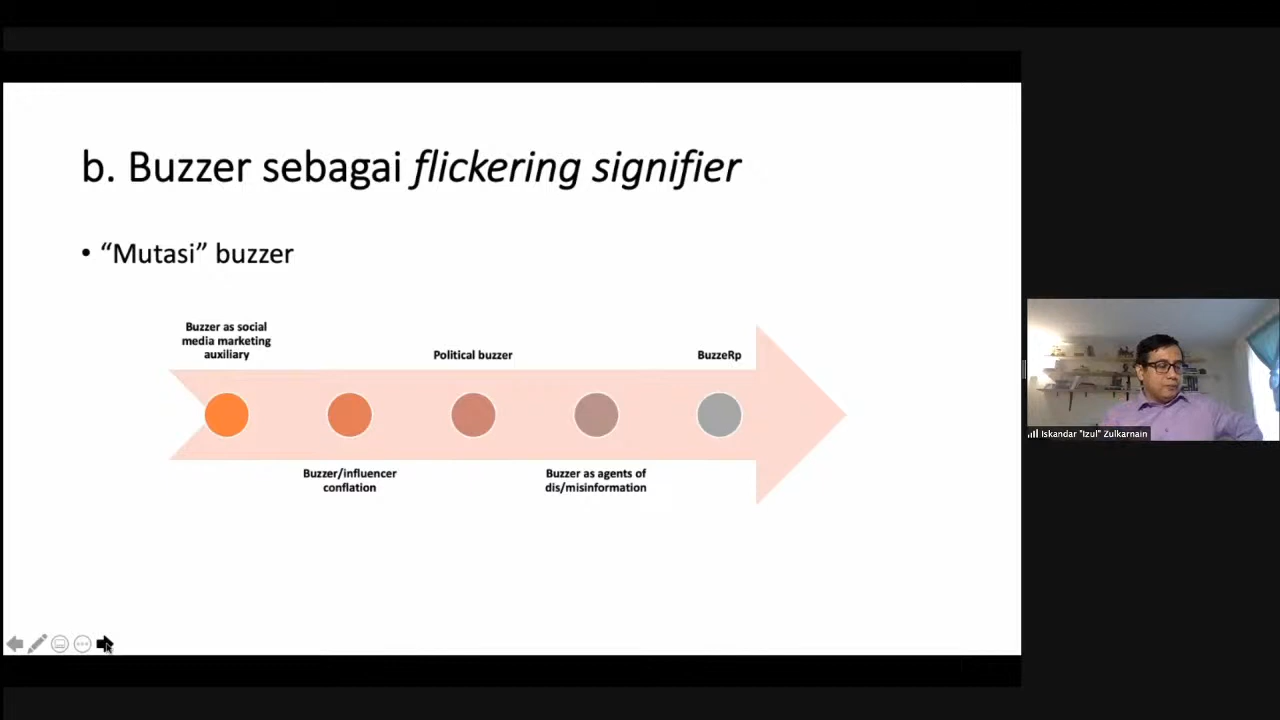 b. Buzzer sebagai flickering signifier
• “Mutasi” buzzer
Buzzer as social
media marketing
auxiliary
Political buzzer
BuzzeRp
Buzzer/influencer
conflation
Buzzer as agents of
dis/misinformation
Iskandar "Izul" Zulkarnain